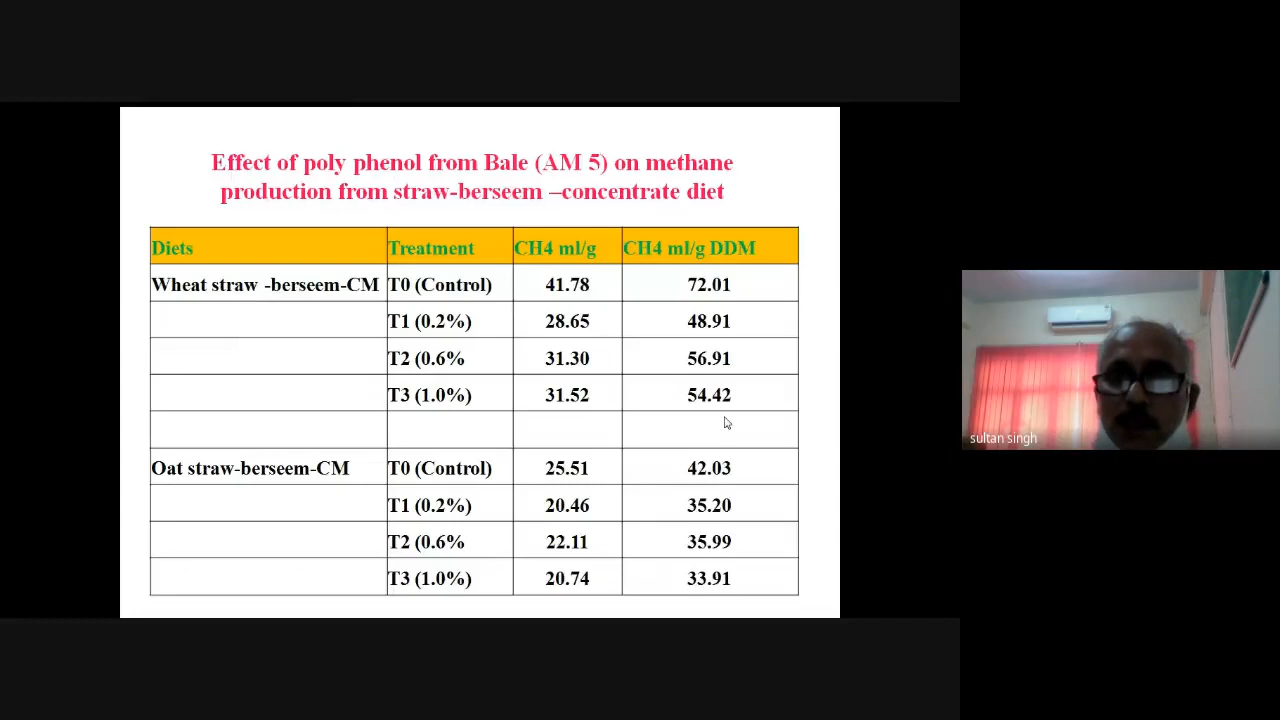 Effect of poly phenol from Bale (AM 5) on methane
production from straw-berseem –concentrate diet
Diets Treatment CH4 ml/g CH4 ml/g DDM
Wheat straw -berseem-CM T0 (Control) 41.78 72.01
T1 (0.2%) 28.65 48.91
T2 (0.6% 31.30 56.91
T3 (1.0%) 31.52 54.42
Oat straw-berseem-CM T0 (Control) 25.51 42.03
T1 (0.2%) 20.46 35.20
T2 (0.6% 22.11 35.99
T3 (1.0%) 20.74 33.91
sultan singh